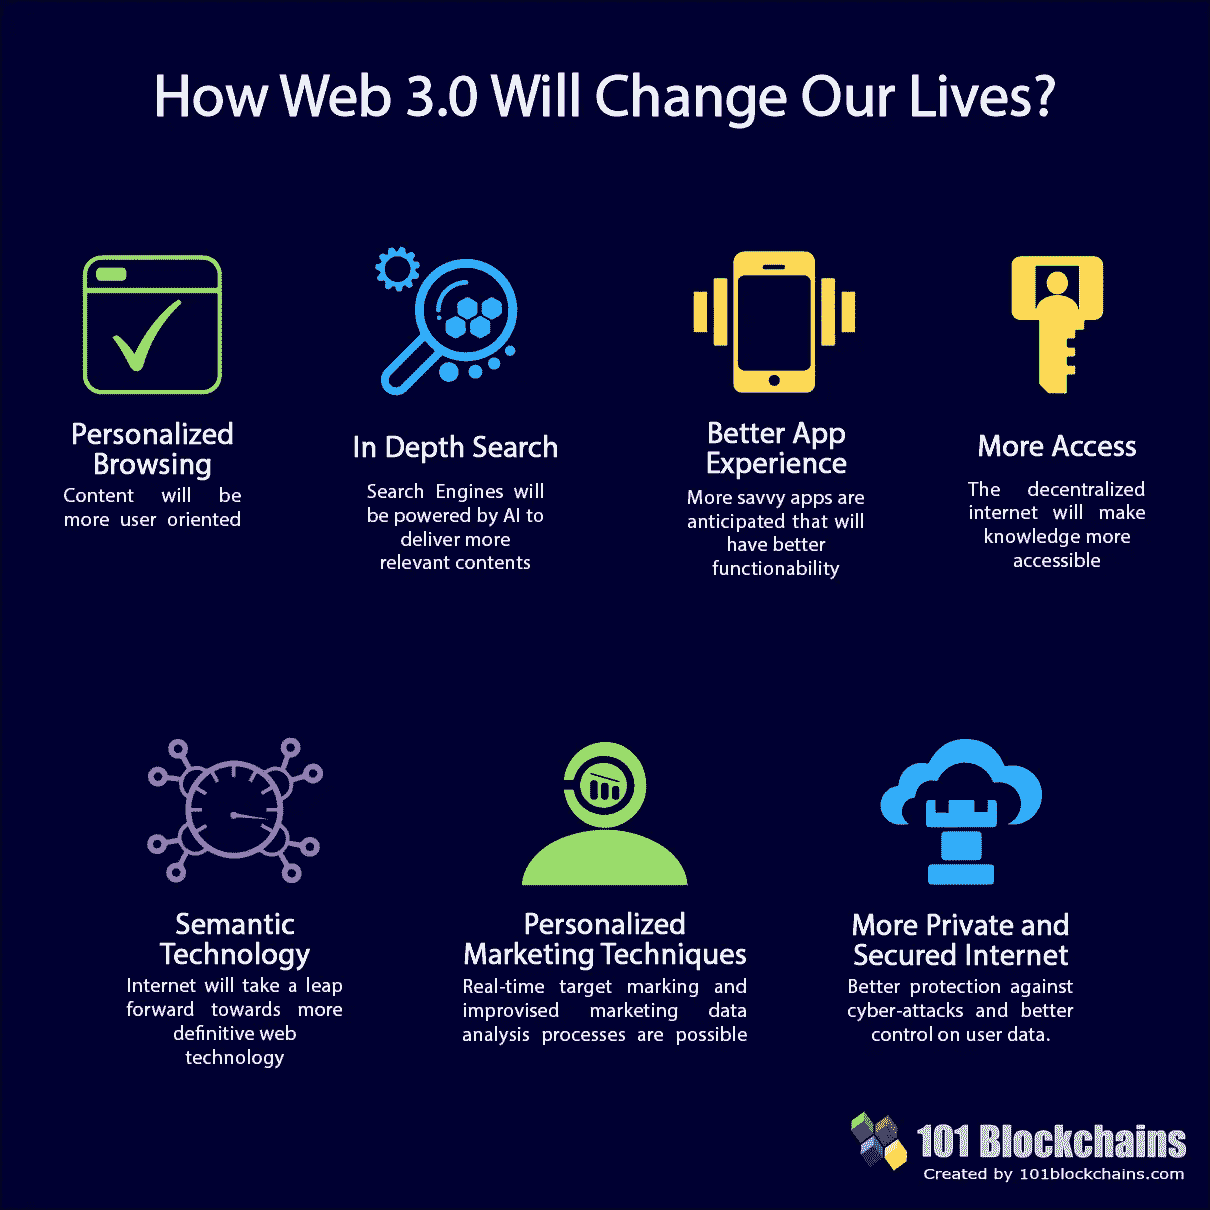 How Web 3.0 Will Change Our Lives?
Personalized
Browsing
Content will be
more user oriented
In Depth Search
Search Engines will
be powered by AI to
deliver more
relevant contents
Better App
Experience
More savvy apps are
anticipated that will
have better
functionability
More Access
The decentralized
internet will make
knowledge more
accessible
Semantic
Technology
Internet will take a leap
forward towards more
definitive web
technology
Personalized
Marketing Techniques
Real-time target marking and
improvised marketing data
analysis processes are possible
More Private and
Secured Internet
Better protection against
cyber-attacks and better
control on user data.
101 Blockchains
Created by 101blockchains.com